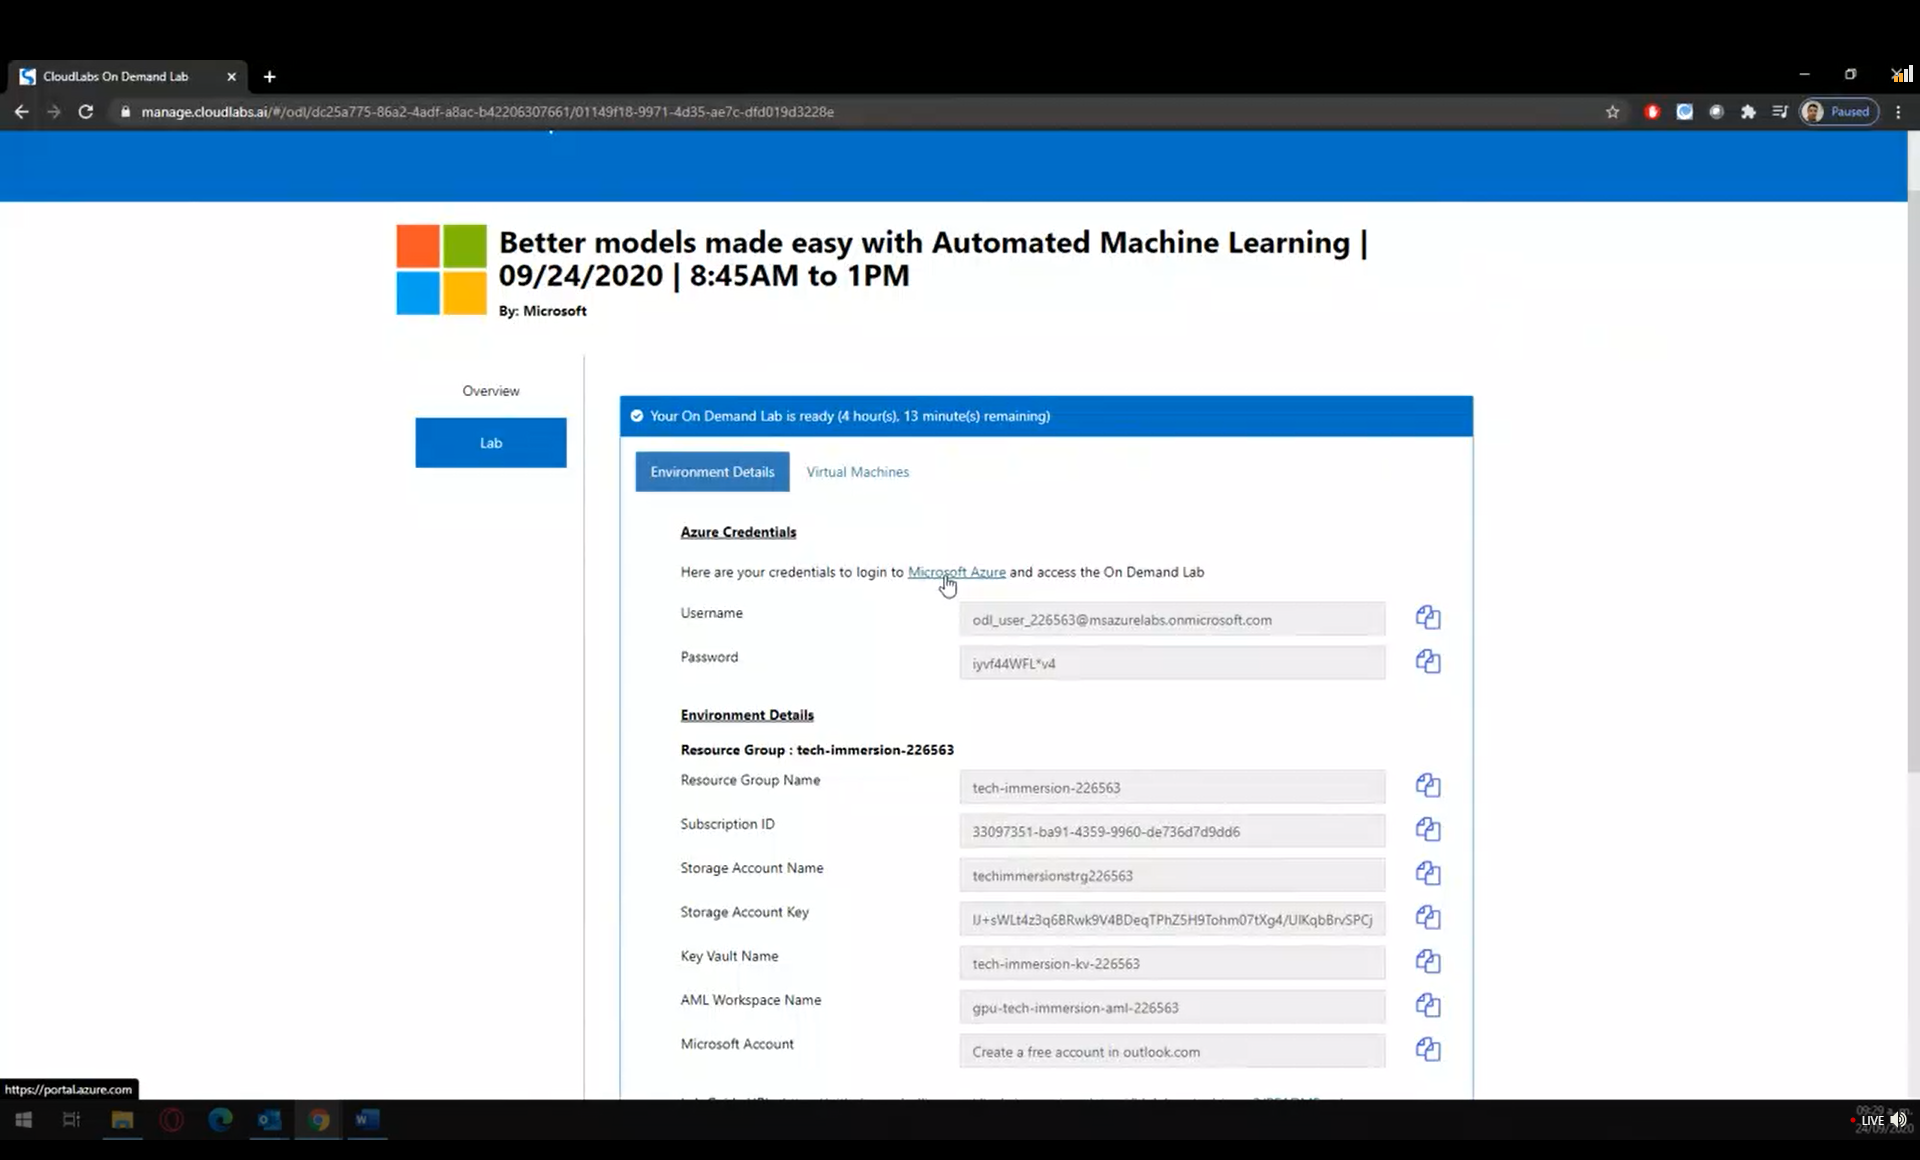 CloudLabs On Demand Lab
manage.cloudlabs.ai/#/odl/dc25a775-86a2-4adf-a8ac-b42206307661/01149f18-9971-4d35-ae7c-dfd019d3228e
Paused
Better models made easy with Automated Machine Learning |
09/24/2020 | 8:45AM to 1PM
By: Microsoft
Overview
Lab
Your On Demand Lab is ready (4 hour(s), 13 minute(s) remaining)
Environment Details Virtual Machines
Azure Credentials
Here are your credentials to login to Microsoft Azure and access the On Demand Lab
Username odl_user_226563@msazurelabs.onmicrosoft.com
Password iyvf44WFL*v4
Environment Details
Resource Group : tech-immersion-226563
Resource Group Name tech-immersion-226563
Subscription ID 33097351-ba91-4359-9960-de736d7d9dd6
Storage Account Name techimmersionstrg226563
Storage Account Key IJ+sWLt4z3q6BRwk9V4BDeqTPhZ5H9Tohm07tXg4/UIKqbBrvSPCj
Key Vault Name tech-immersion-kv-226563
AML Workspace Name gpu-tech-immersion-aml-226563
Microsoft Account Create a free account in outlook.com
https://portal.azure.com
LIVE
24/09/2020